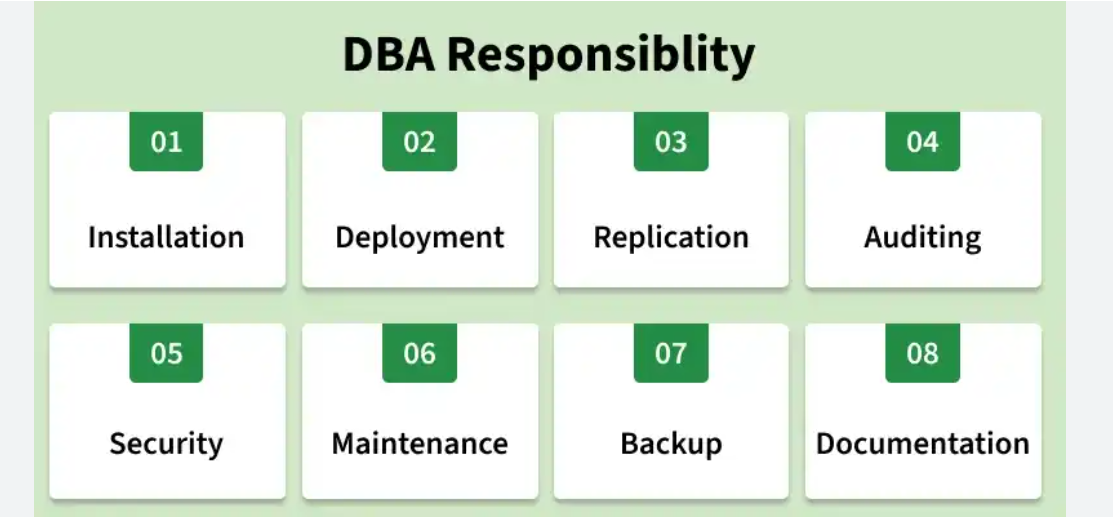 DBA Responsiblity
01
02
03
04
Installation
Deployment
Replication
Auditing
05
06
07
08
Security
Maintenance
Backup
Documentation